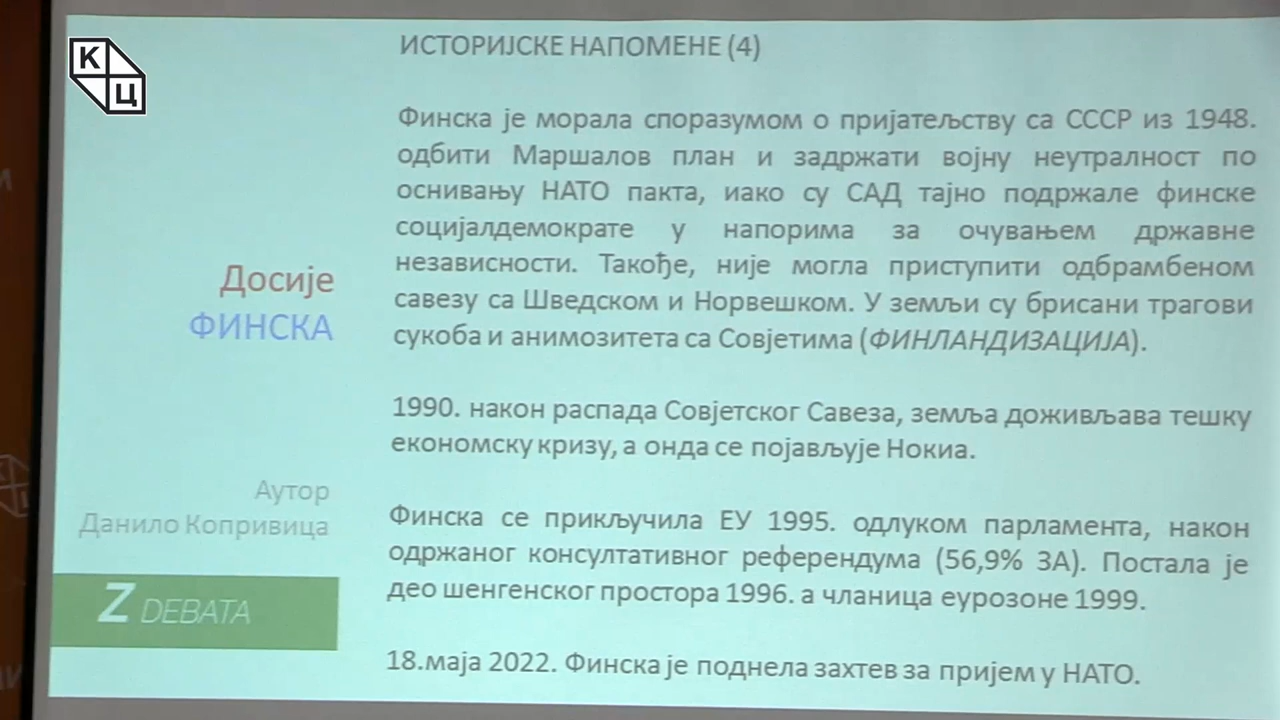 К
Ц
ИСТОРИЈСКЕ НАПОМЕНЕ (4)
Финска је морала споразумом о пријатељству са СССР из 1948.
одбити Маршалов план и задржати војну неутралност по
оснивању НАТО пакта, иако су САД тајно подржале финске
социјалдемократе у напорима за очувањем државне
независности. Такође, није могла приступити одбрамбеном
савезу са Шведском и Норвешком. У земљи су брисани трагови
сукоба и анимозитета са Совјетима (ФИНЛАНДИЗАЦИЈА).
1990. након распада Совјетског Савеза, земља доживљава тешку
економску кризу, а онда се појављује Нокиа.
Финска се прикључила ЕУ 1995. одлуком парламента, након
одржаног консултативног референдума (56,9% ЗА). Постала је
део шенгенског простора 1996. а чланица еурозоне 1999.
18.маја 2022. Финска је поднела захтев за пријем у НАТО.
Досије
ФИНСКА
Аутор
Данило Копривица
Z DEBATA